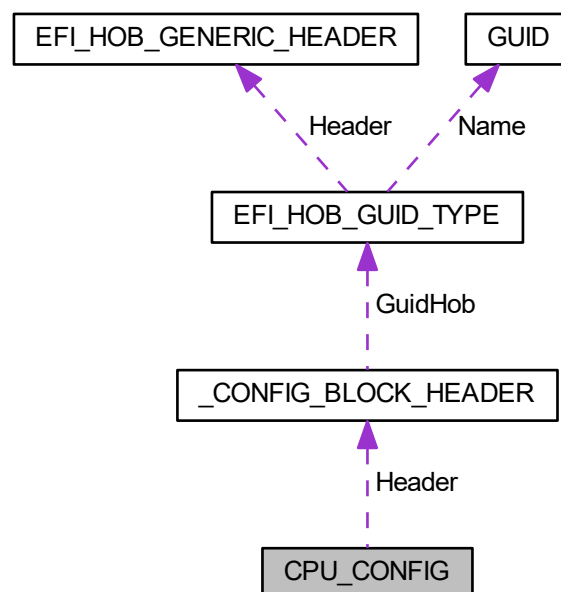 EFI_HOB_GENERIC_HEADER
GUID
Header
Name
EFI_HOB_GUID_TYPE
GuidHob
_CONFIG_BLOCK_HEADER
Header
CPU_CONFIG